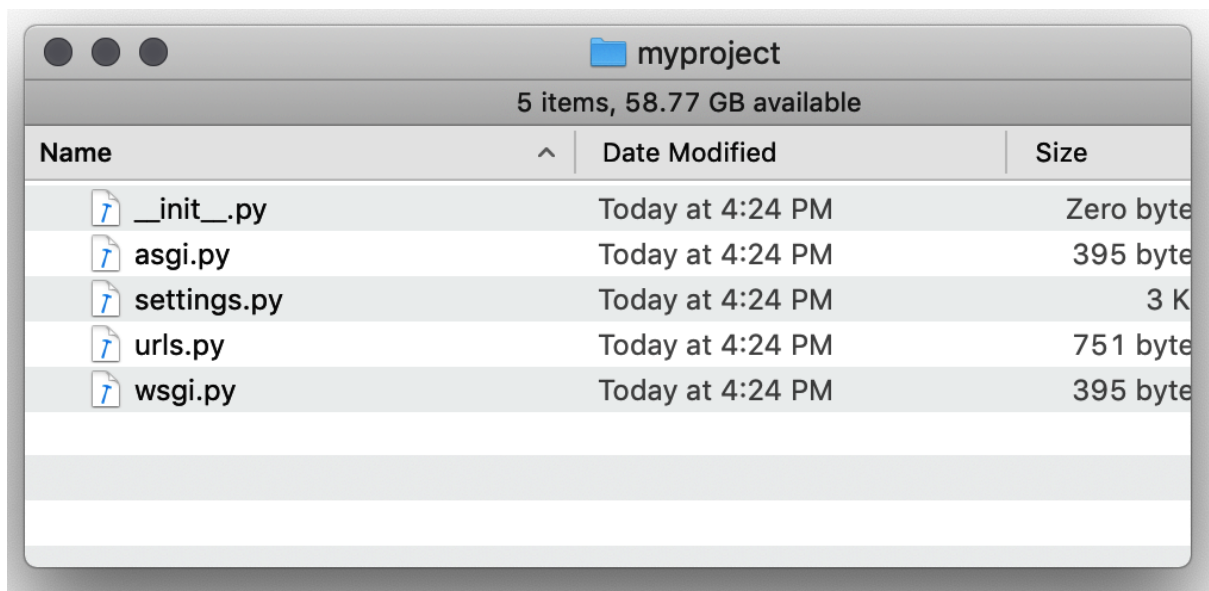 myproject
5 items, 58.77 GB available
Name Date Modified Size
__init__.py Today at 4:24 PM Zero byte
asgi.py Today at 4:24 PM 395 byte
settings.py Today at 4:24 PM 3 K
urls.py Today at 4:24 PM 751 byte
wsgi.py Today at 4:24 PM 395 byte